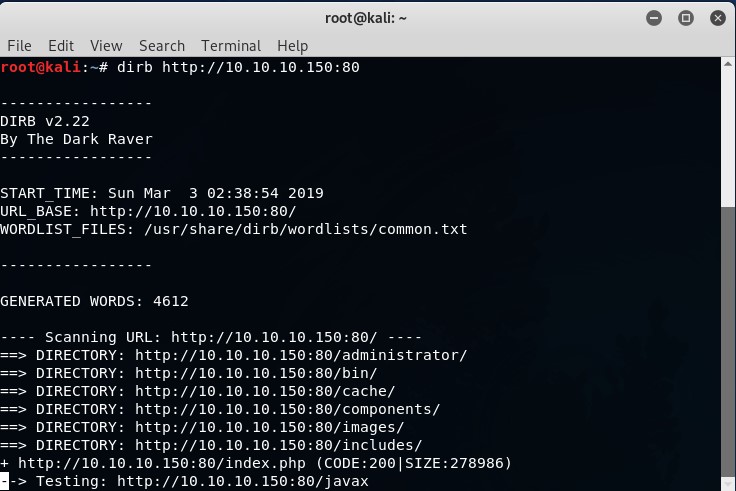 root@kali: ~
File Edit View Search Terminal Help
root@kali:~# dirb http://10.10.10.150:80
-----------------
DIRB v2.22
By The Dark Raver
-----------------
START_TIME: Sun Mar  3 02:38:54 2019
URL_BASE: http://10.10.10.150:80/
WORDLIST_FILES: /usr/share/dirb/wordlists/common.txt
-----------------
GENERATED WORDS: 4612
---- Scanning URL: http://10.10.10.150:80/ ----
==> DIRECTORY: http://10.10.10.150:80/administrator/
==> DIRECTORY: http://10.10.10.150:80/bin/
==> DIRECTORY: http://10.10.10.150:80/cache/
==> DIRECTORY: http://10.10.10.150:80/components/
==> DIRECTORY: http://10.10.10.150:80/images/
==> DIRECTORY: http://10.10.10.150:80/includes/
+ http://10.10.10.150:80/index.php (CODE:200|SIZE:278986)
--> Testing: http://10.10.10.150:80/javax